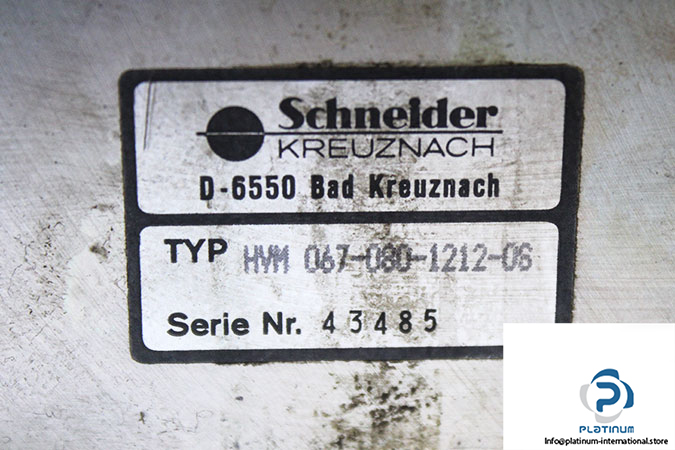 Schneider
KREUZNACH
D-6550 Bad Kreuznach
TYP HVM 067-080-1212-06
Serie Nr. 43485
PLATINUM
Info@platinum-international.store